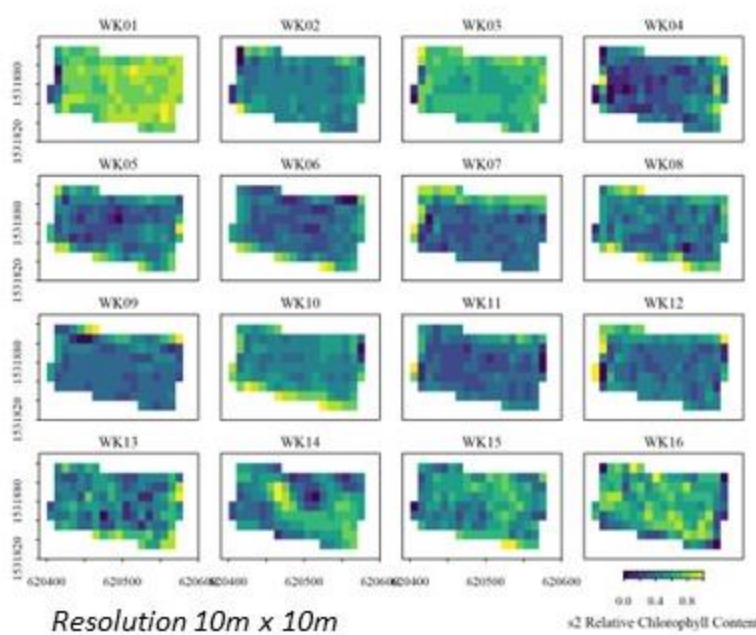 WK01 WK02 WK03 WK04
1531880
1531820
WK05 WK06 WK07 WK08
1531880
1531820
WK09 WK10 WK11 WK12
1531880
1531820
WK13 WK14 WK15 WK16
1531880
1531820
620400 620500 620600 620400 620500 620600 620500 620600
0.0 0.4 0.8
Resolution 10m x 10m
s2 Relative Chlorophyll Content